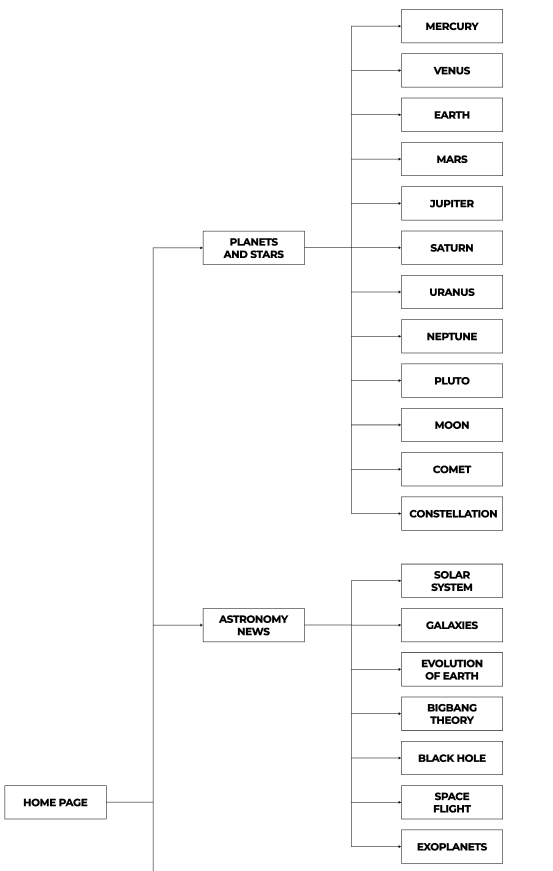 MERCURY
VENUS
EARTH
MARS
JUPITER
PLANETS
AND STARS
SATURN
URANUS
NEPTUNE
PLUTO
MOON
COMET
CONSTELLATION
SOLAR
SYSTEM
ASTRONOMY
NEWS
GALAXIES
EVOLUTION
OF EARTH
BIGBANG
THEORY
BLACK HOLE
HOME PAGE
SPACE
FLIGHT
EXOPLANETS